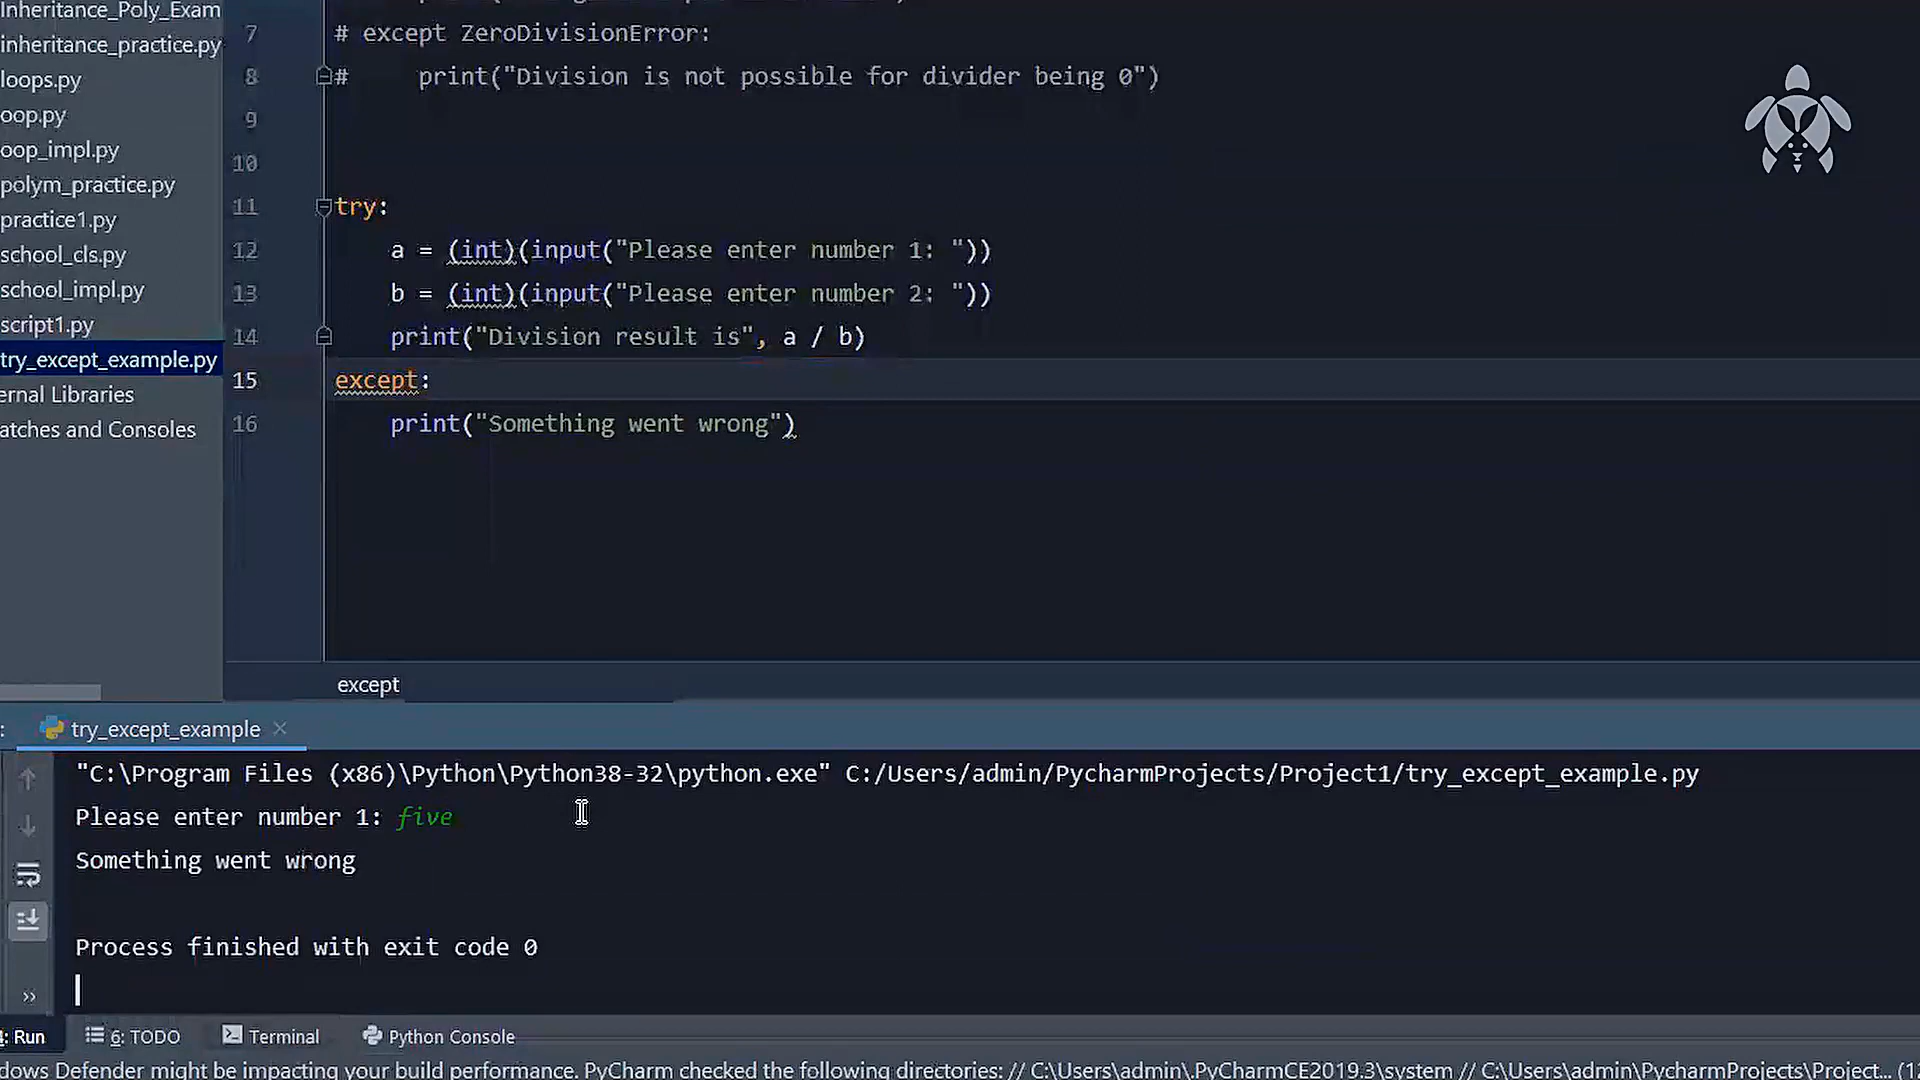 Inheritance_Poly_Exam
inheritance_practice.py
loops.py
oop.py
oop_impl.py
polym_practice.py
practice1.py
school_cls.py
school_impl.py
script1.py
try_except_example.py
ernal Libraries
atches and Consoles
7 # except ZeroDivisionError:
8 #     print("Division is not possible for divider being 0")
9
10
11 try:
12     a = (int)(input("Please enter number 1: "))
13     b = (int)(input("Please enter number 2: "))
14     print("Division result is", a / b)
15 except:
16     print("Something went wrong")
except
: try_except_example ×
"C:\Program Files (x86)\Python\Python38-32\python.exe" C:/Users/admin/PycharmProjects/Project1/try_except_example.py
Please enter number 1: five
Something went wrong
Process finished with exit code 0
»
: Run 6: TODO Terminal Python Console
dows Defender might be impacting your build performance. PyCharm checked the following directories: // C:\Users\admin\.PyCharmCE2019.3\system // C:\Users\admin\PycharmProjects\Project... (1